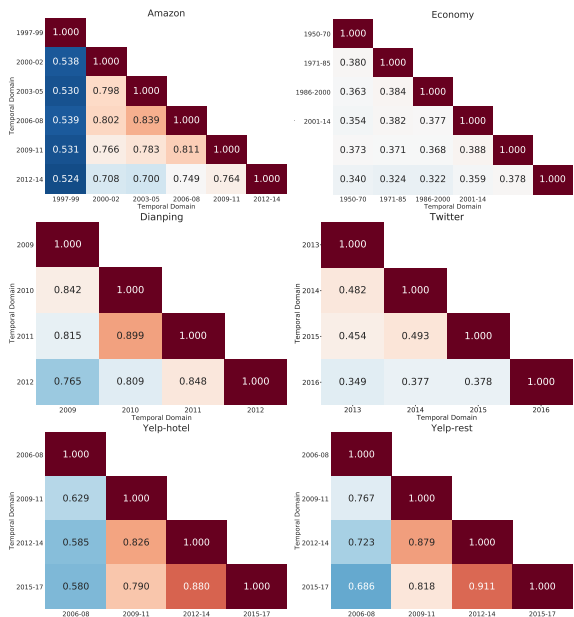 Amazon
1997-99 1.000
2000-02 0.538 1.000
2003-05 0.530 0.798 1.000
2006-08 0.539 0.802 0.839 1.000
2009-11 0.531 0.766 0.783 0.811 1.000
2012-14 0.524 0.708 0.700 0.749 0.764 1.000
1997-99 2000-02 2003-05 2006-08 2009-11 2012-14
Temporal Domain
Temporal Domain
Economy
1950-70 1.000
1971-85 0.380 1.000
1986-2000 0.363 0.384 1.000
2001-14 0.354 0.382 0.377 1.000
0.373 0.371 0.368 0.388 1.000
0.340 0.324 0.322 0.359 0.378 1.000
1950-70 1971-85 1986-2000 2001-14
Temporal Domain
Dianping
2009 1.000
2010 0.842 1.000
2011 0.815 0.899 1.000
2012 0.765 0.809 0.848 1.000
2009 2010 2011 2012
Temporal Domain
Temporal Domain
Twitter
2013 1.000
2014 0.482 1.000
2015 0.454 0.493 1.000
2016 0.349 0.377 0.378 1.000
2013 2014 2015 2016
Temporal Domain
Temporal Domain
Yelp-hotel
2006-08 1.000
2009-11 0.629 1.000
2012-14 0.585 0.826 1.000
2015-17 0.580 0.790 0.880 1.000
2006-08 2009-11 2012-14 2015-17
Temporal Domain
Yelp-rest
2006-08 1.000
2009-11 0.767 1.000
2012-14 0.723 0.879 1.000
2015-17 0.686 0.818 0.911 1.000
2006-08 2009-11 2012-14 2015-17
Temporal Domain